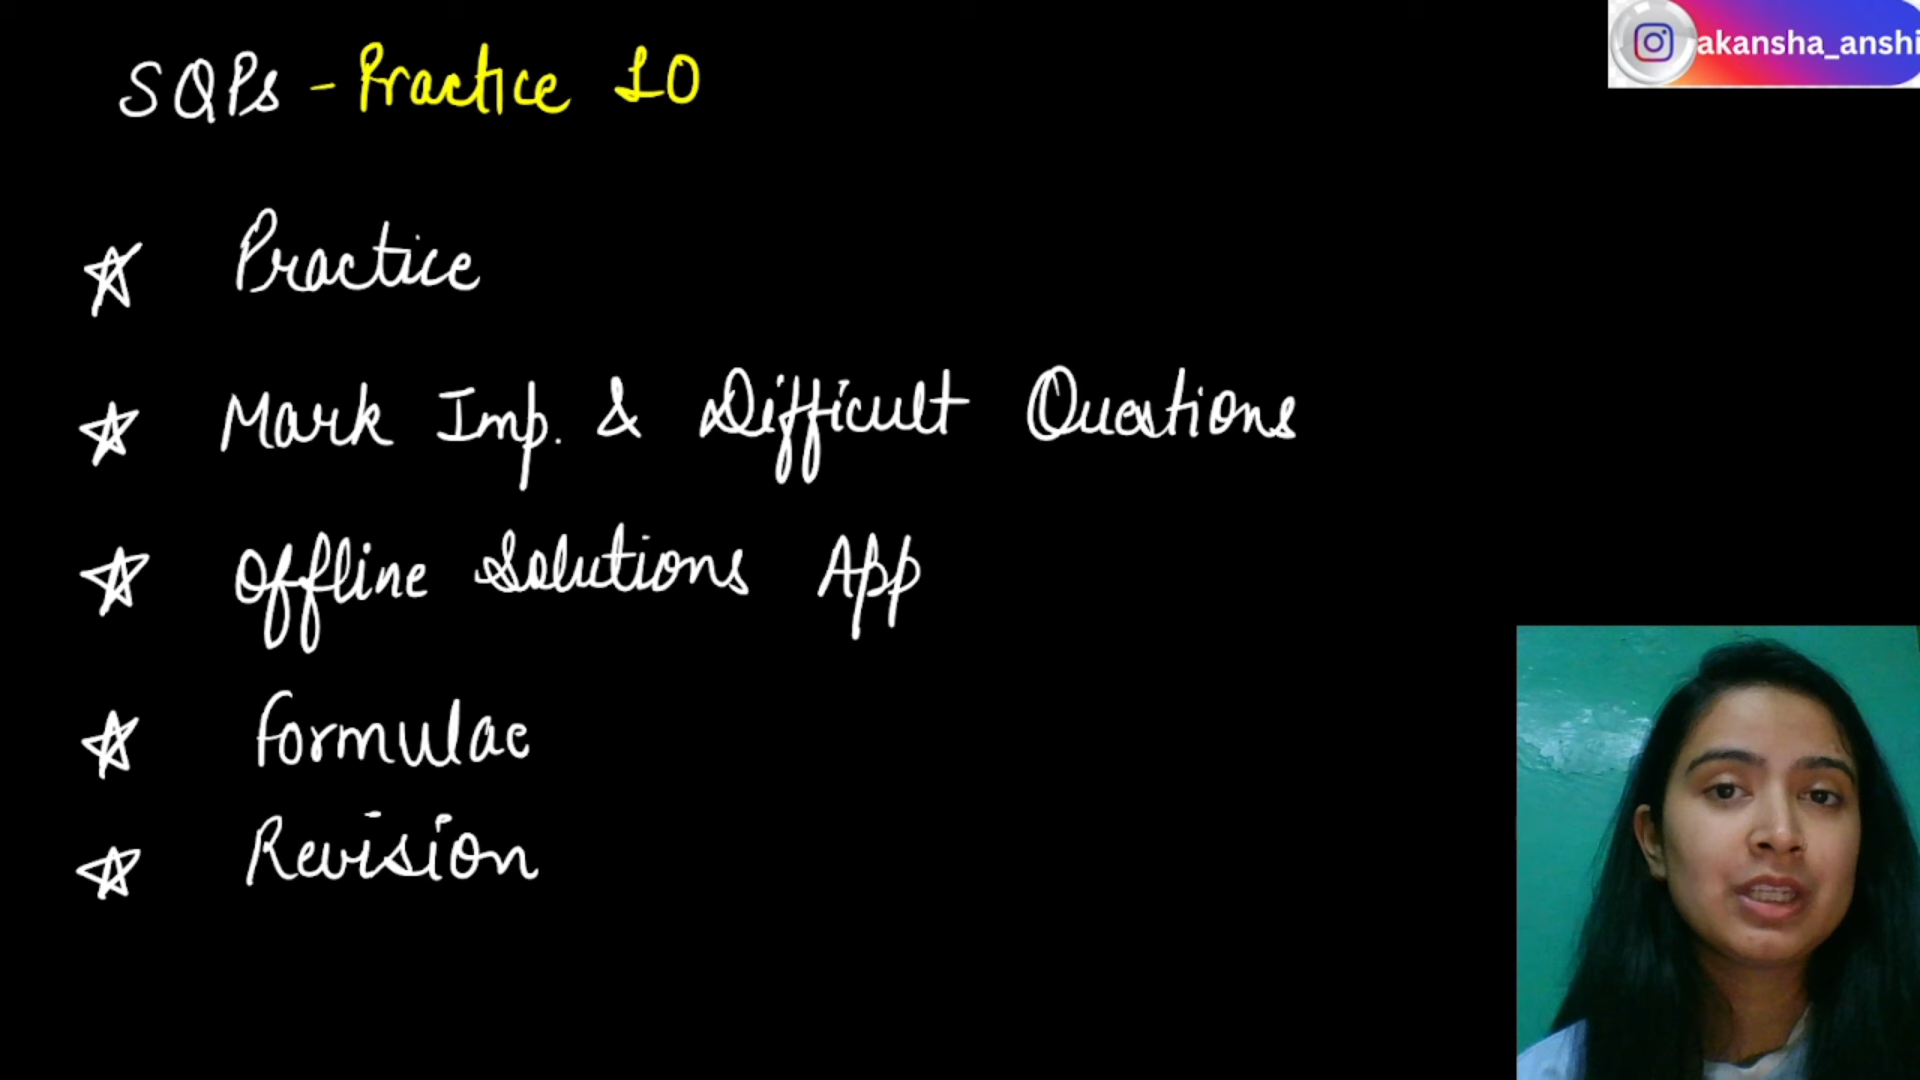 SQPs - Practice 10
akansha_anshi
Practice
Mark Imp. & Difficult Questions
Offline Solutions App
Formulae
Revision